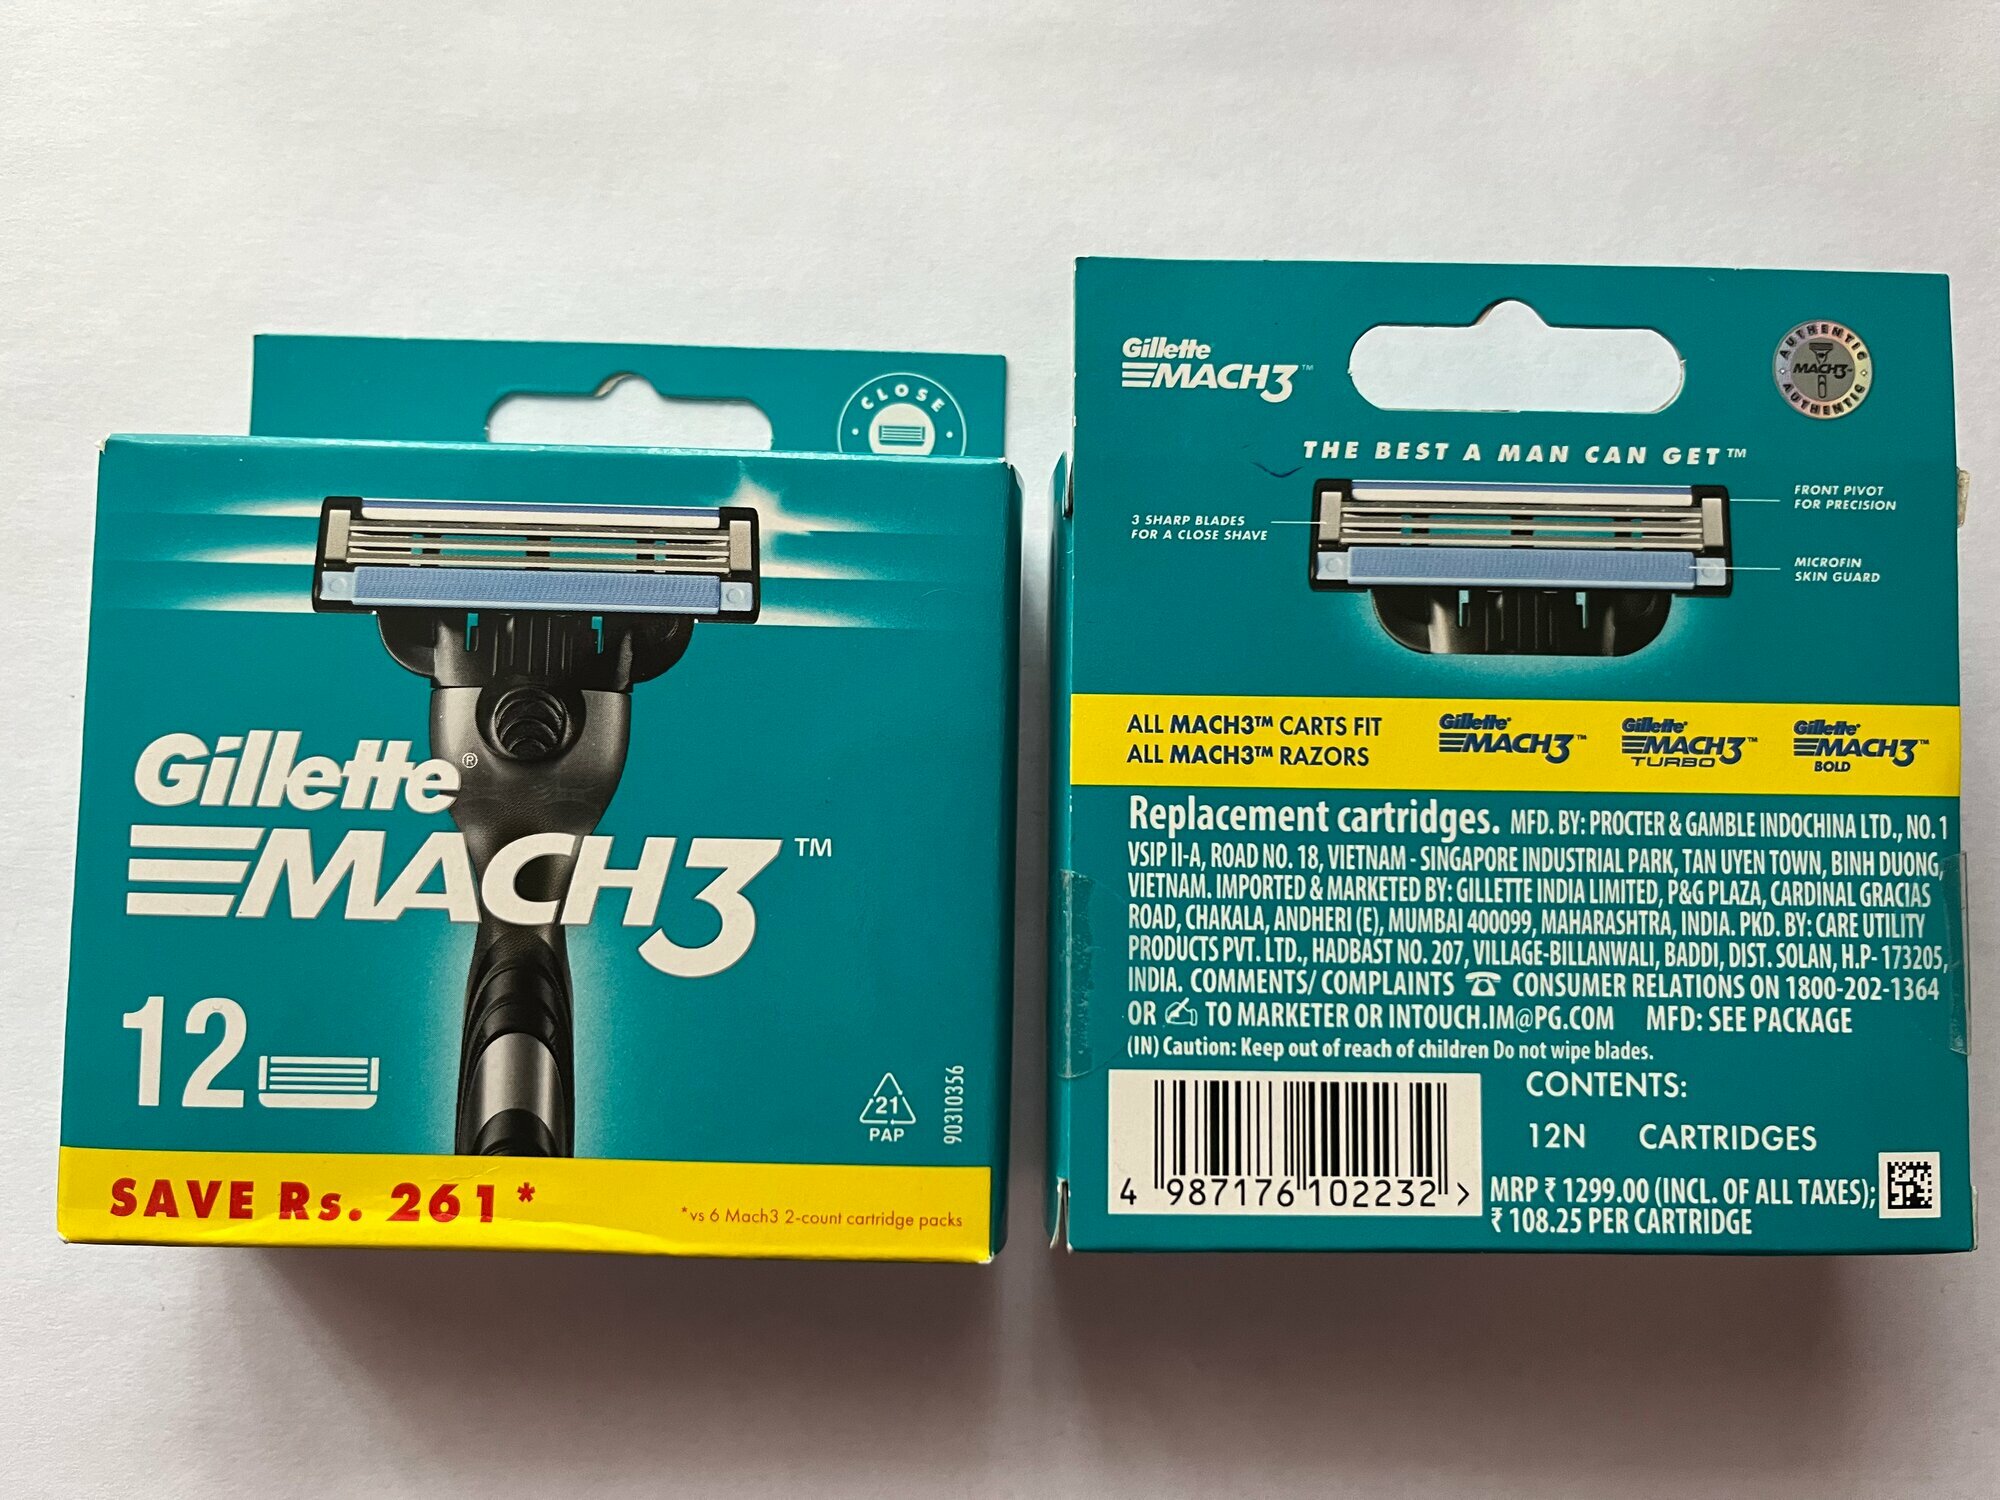 CLOSE
Gillette®
MACH3™
12
21
PAP
90310356
SAVE Rs. 261*
*vs 6 Mach3 2-count cartridge packs
Gillette
MACH3™
AUTHENTIC
MACH3
AUTHENTIC
THE BEST A MAN CAN GET™
3 SHARP BLADES
FOR A CLOSE SHAVE
FRONT PIVOT
FOR PRECISION
MICROFIN
SKIN GUARD
ALL MACH3™ CARTS FIT
ALL MACH3™ RAZORS
Gillette
MACH3™
Gillette
MACH3™
TURBO
Gillette
MACH3™
BOLD
Replacement cartridges. MFD. BY: PROCTER & GAMBLE INDOCHINA LTD., NO. 1
VSIP II-A, ROAD NO. 18, VIETNAM - SINGAPORE INDUSTRIAL PARK, TAN UYEN TOWN, BINH DUONG,
VIETNAM. IMPORTED & MARKETED BY: GILLETTE INDIA LIMITED, P&G PLAZA, CARDINAL GRACIAS
ROAD, CHAKALA, ANDHERI (E), MUMBAI 400099, MAHARASHTRA, INDIA. PKD. BY: CARE UTILITY
PRODUCTS PVT. LTD., HADBAST NO. 207, VILLAGE-BILLANWALI, BADDI, DIST. SOLAN, H.P- 173205,
INDIA. COMMENTS/ COMPLAINTS ☎ CONSUMER RELATIONS ON 1800-202-1364
OR ✍ TO MARKETER OR INTOUCH.IM@PG.COM MFD: SEE PACKAGE
(IN) Caution: Keep out of reach of children Do not wipe blades.
CONTENTS:
12N CARTRIDGES
4 987176 102232 >
MRP ₹ 1299.00 (INCL. OF ALL TAXES);
₹ 108.25 PER CARTRIDGE